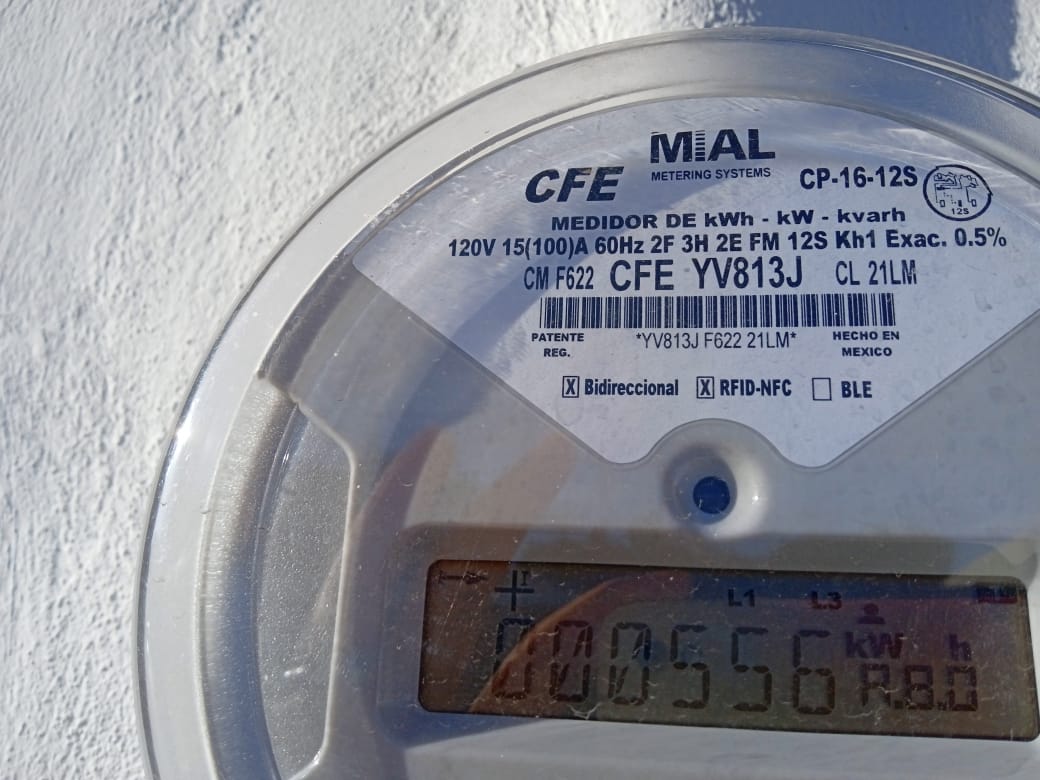 MIAL
METERING SYSTEMS
CFE
CP-16-12S
12S
MEDIDOR DE kWh - kW - kvarh
120V 15(100)A 60Hz 2F 3H 2E FM 12S Kh1 Exac. 0.5%
CM F622 CFE YV813J CL 21LM
PATENTE REG.
*YV813J F622 21LM*
HECHO EN MEXICO
X Bidireccional X RFID-NFC BLE
L1 L3
000556 kW h